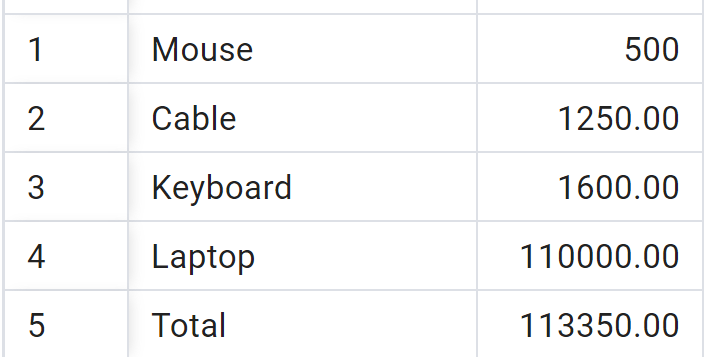 1 Mouse 500
2 Cable 1250.00
3 Keyboard 1600.00
4 Laptop 110000.00
5 Total 113350.00